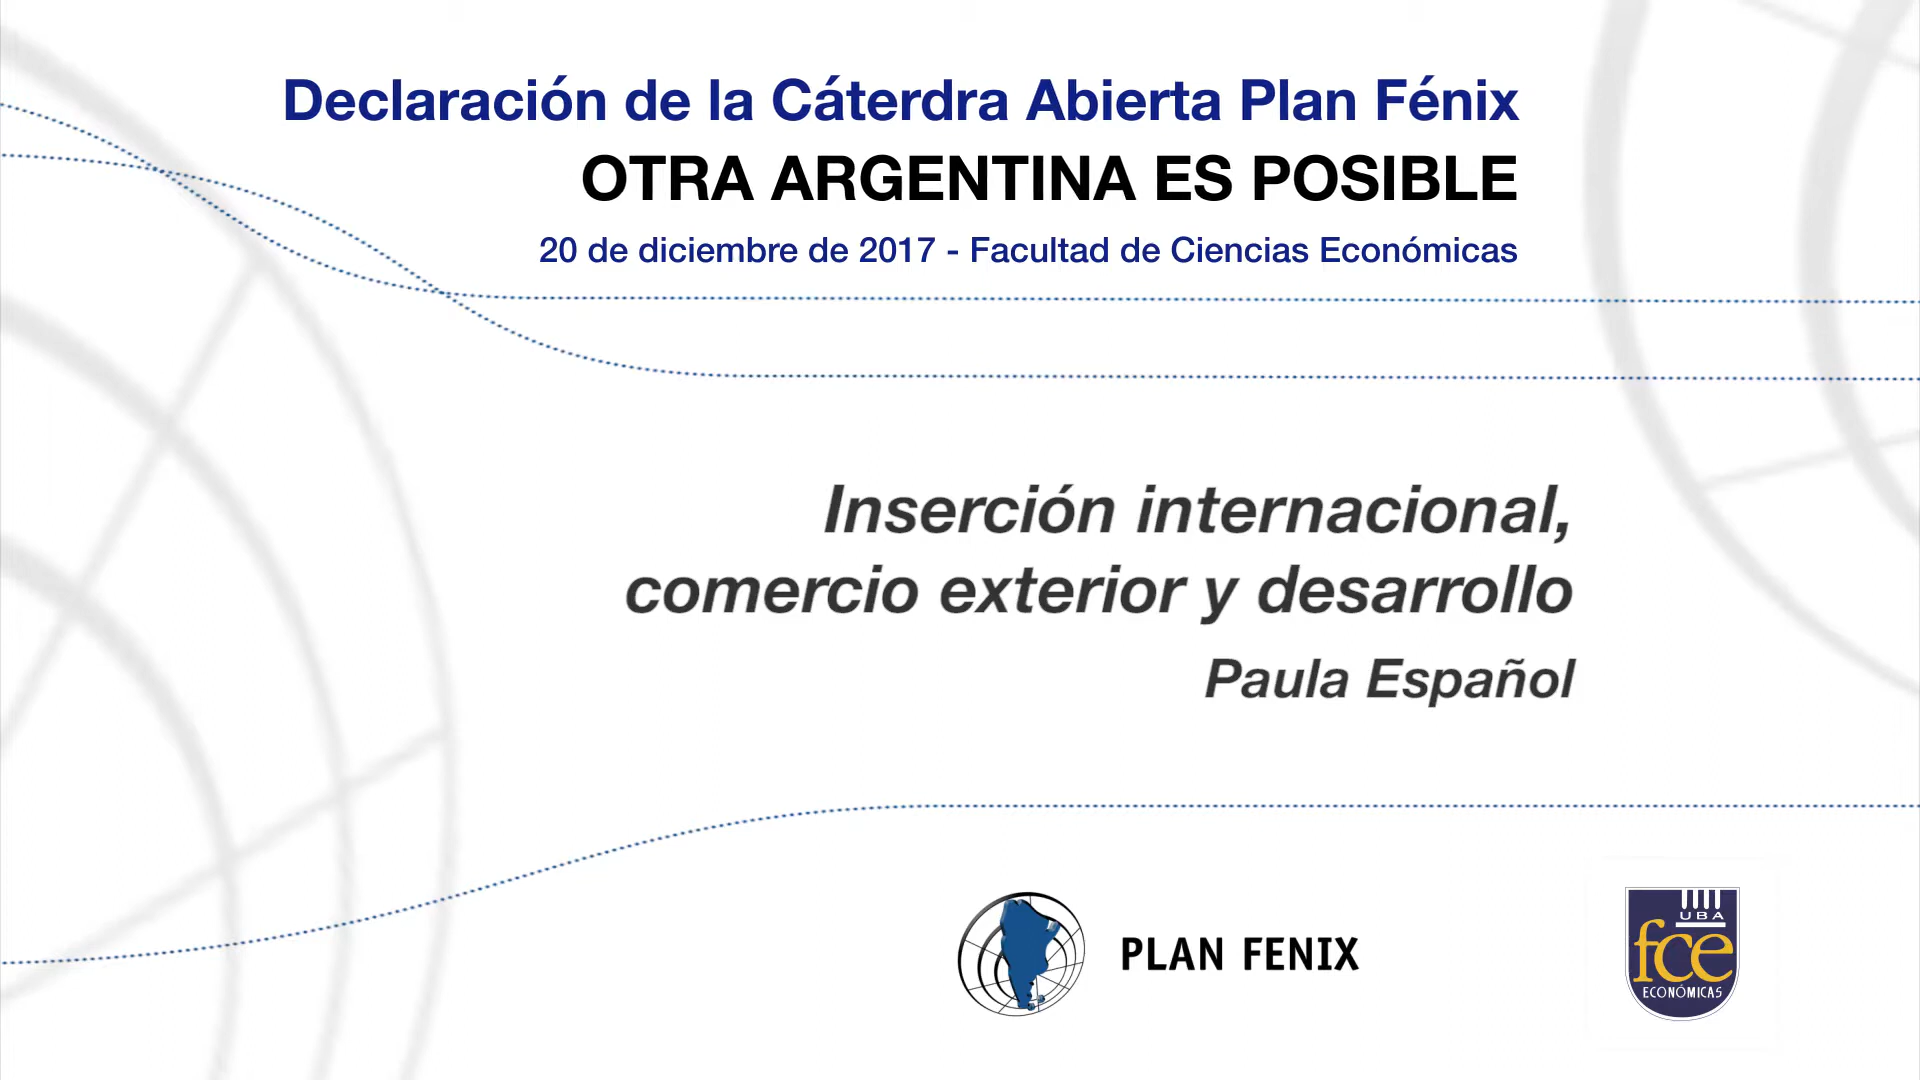 Declaración de la Cáterdra Abierta Plan Fénix
OTRA ARGENTINA ES POSIBLE
20 de diciembre de 2017 - Facultad de Ciencias Económicas
Inserción internacional,
comercio exterior y desarrollo
Paula Español
PLAN FENIX
UBA
fce
ECONÓMICAS